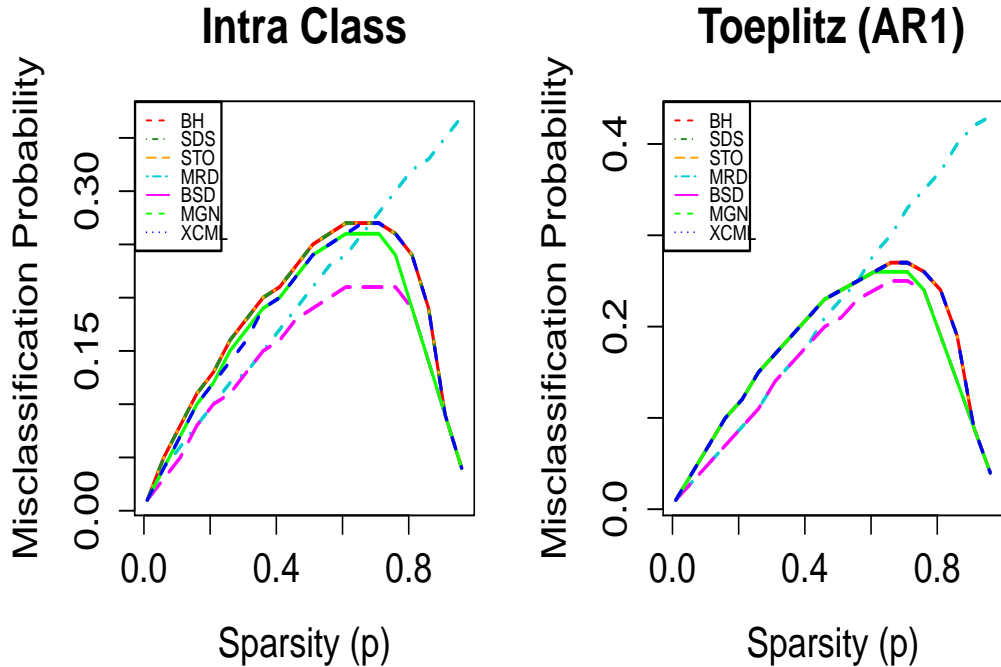 Intra Class
Misclassification Probability
0.00
0.15
0.30
BH
SDS
STO
MRD
BSD
MGN
XCML
0.0
0.4
0.8
Sparsity (p)
Toeplitz (AR1)
Misclassification Probability
0.0
0.2
0.4
BH
SDS
STO
MRD
BSD
MGN
XCML
0.0
0.4
0.8
Sparsity (p)